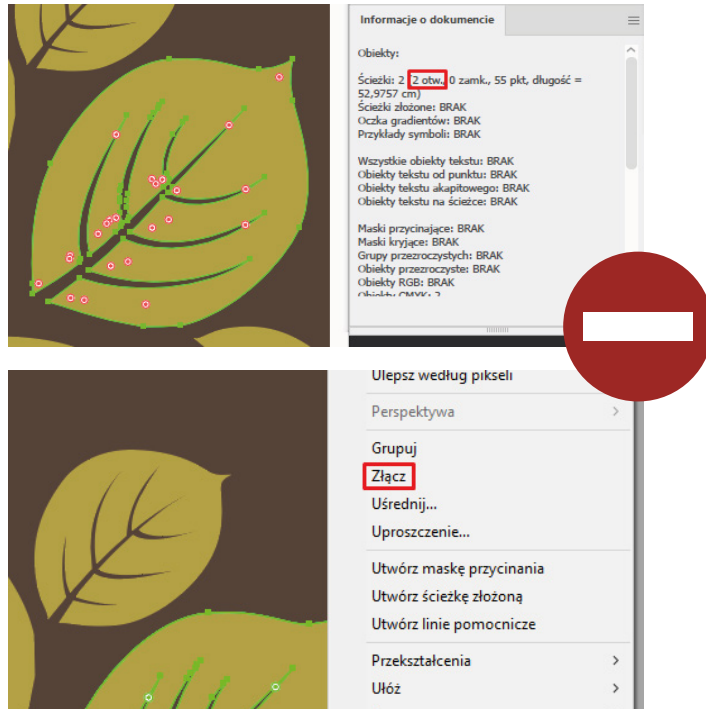 Informacje o dokumencie
Obiekty:
Ścieżki: 2 2 otw., 0 zamk., 55 pkt, długość =
52,9757 cm)
Ścieżki złożone: BRAK
Oczka gradientów: BRAK
Przykłady symboli: BRAK
Wszystkie obiekty tekstu: BRAK
Obiekty tekstu od punktu: BRAK
Obiekty tekstu akapitowego: BRAK
Obiekty tekstu na ścieżce: BRAK
Maski przycinające: BRAK
Maski kryjące: BRAK
Grupy przezroczystych: BRAK
Obiekty przezroczyste: BRAK
Obiekty RGB: BRAK
Obiekty CMYK: 2
Ulepsz według pikseli
Perspektywa
Grupuj
Złącz
Uśrednij...
Uproszczenie...
Utwórz maskę przycinania
Utwórz ścieżkę złożoną
Utwórz linie pomocnicze
Przekształcenia
Ułóż